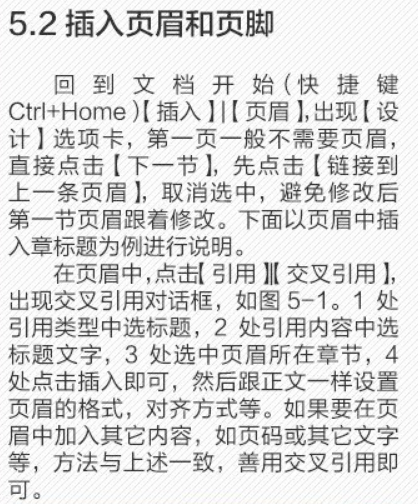 5.2 插入页眉和页脚
回到文档开始(快捷键
Ctrl+Home)【插入】|【页眉】,出现【设
计】选项卡，第一页一般不需要页眉，
直接点击【下一节】，先点击【链接到
上一条页眉】，取消选中，避免修改后
第一节页眉跟着修改。下面以页眉中插
入章标题为例进行说明。
在页眉中,点击【引用】|【交叉引用】，
出现交叉引用对话框，如图 5-1。1 处
引用类型中选标题，2 处引用内容中选
标题文字，3 处选中页眉所在章节，4
处点击插入即可，然后跟正文一样设置
页眉的格式，对齐方式等。如果要在页
眉中加入其它内容，如页码或其它文字
等，方法与上述一致，善用交叉引用即
可。